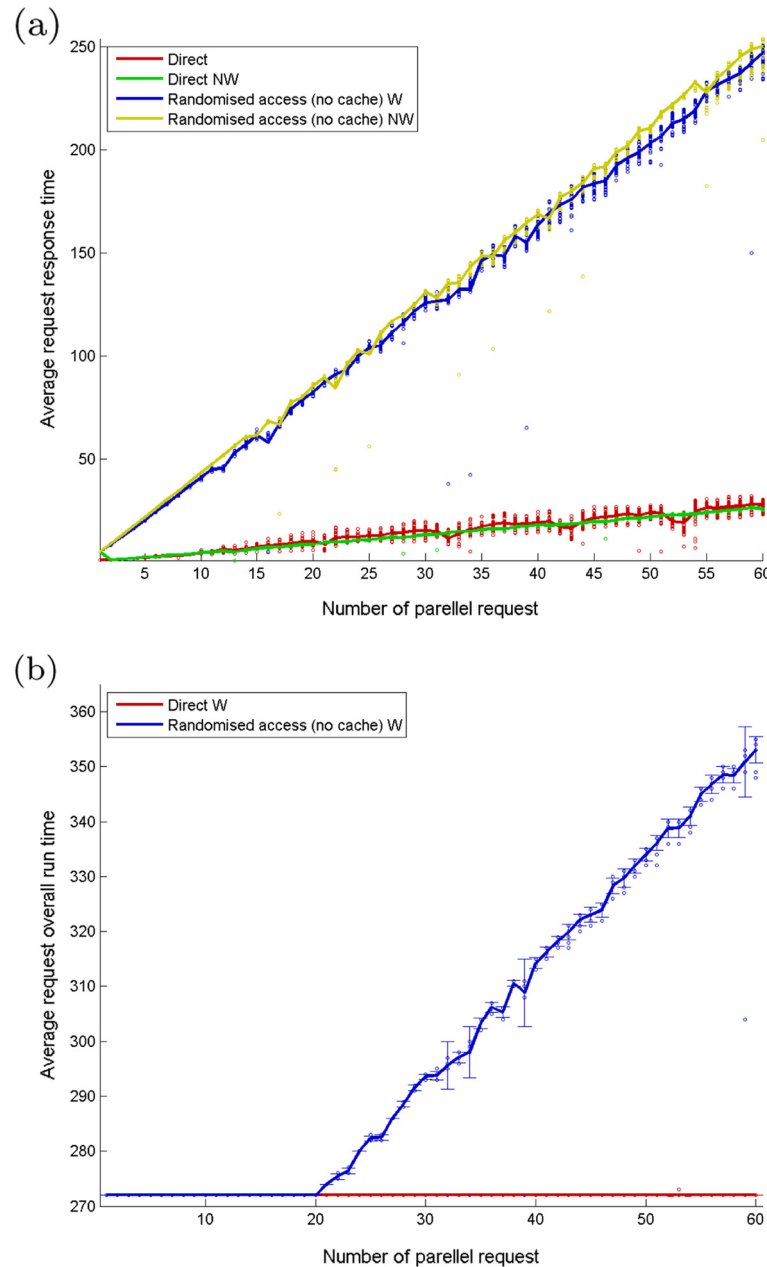 (a)
Direct
Direct NW
Randomised access (no cache) W
Randomised access (no cache) NW
250
200
150
100
50
Average request response time
5 10 15 20 25 30 35 40 45 50 55 60
Number of parellel request
(b)
Direct W
Randomised access (no cache) W
360
350
340
330
320
310
300
290
280
270
Average request overall run time
10 20 30 40 50 60
Number of parellel request